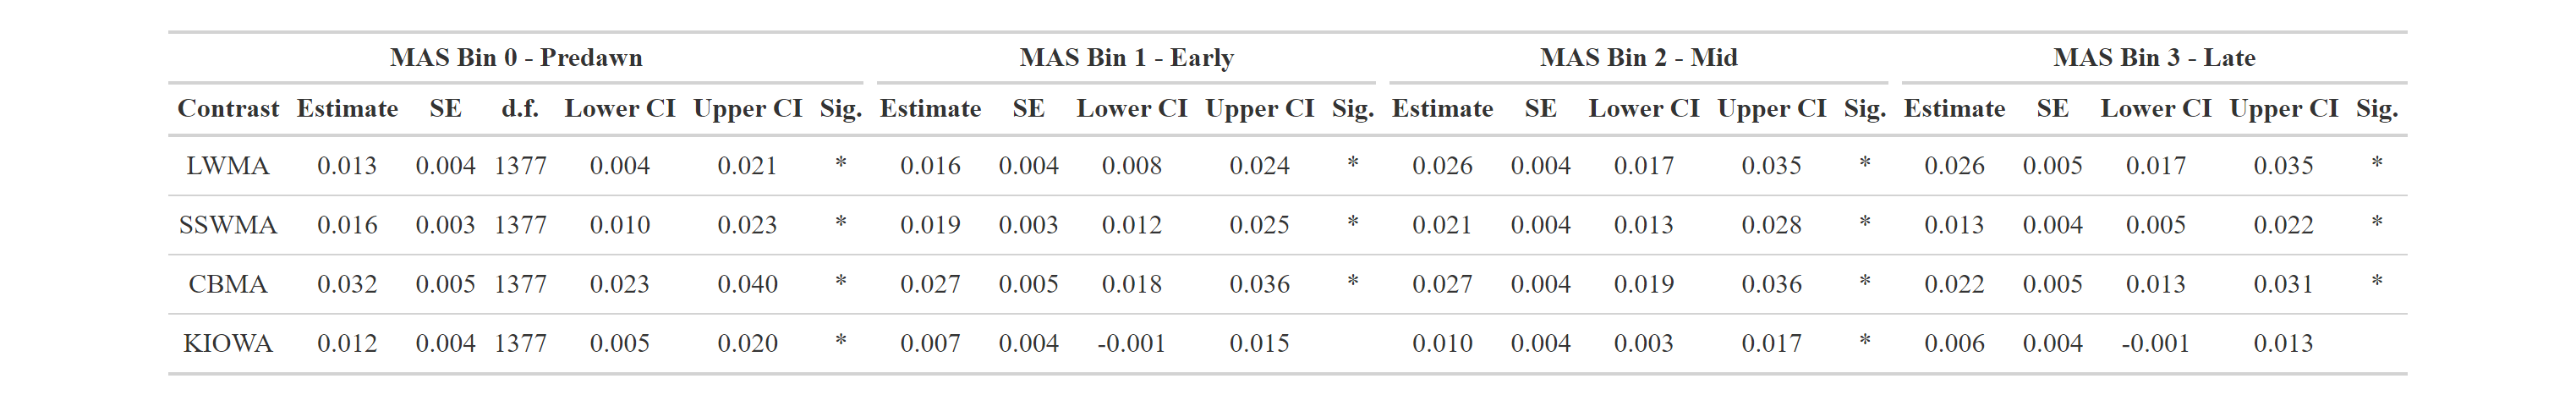 MAS Bin 0 - Predawn MAS Bin 1 - Early MAS Bin 2 - Mid MAS Bin 3 - Late
Contrast Estimate SE d.f. Lower CI Upper CI Sig. Estimate SE Lower CI Upper CI Sig. Estimate SE Lower CI Upper CI Sig. Estimate SE Lower CI Upper CI Sig.
LWMA 0.013 0.004 1377 0.004 0.021 * 0.016 0.004 0.008 0.024 * 0.026 0.004 0.017 0.035 * 0.026 0.005 0.017 0.035 *
SSWMA 0.016 0.003 1377 0.010 0.023 * 0.019 0.003 0.012 0.025 * 0.021 0.004 0.013 0.028 * 0.013 0.004 0.005 0.022 *
CBMA 0.032 0.005 1377 0.023 0.040 * 0.027 0.005 0.018 0.036 * 0.027 0.004 0.019 0.036 * 0.022 0.005 0.013 0.031 *
KIOWA 0.012 0.004 1377 0.005 0.020 * 0.007 0.004 -0.001 0.015 0.010 0.004 0.003 0.017 * 0.006 0.004 -0.001 0.013